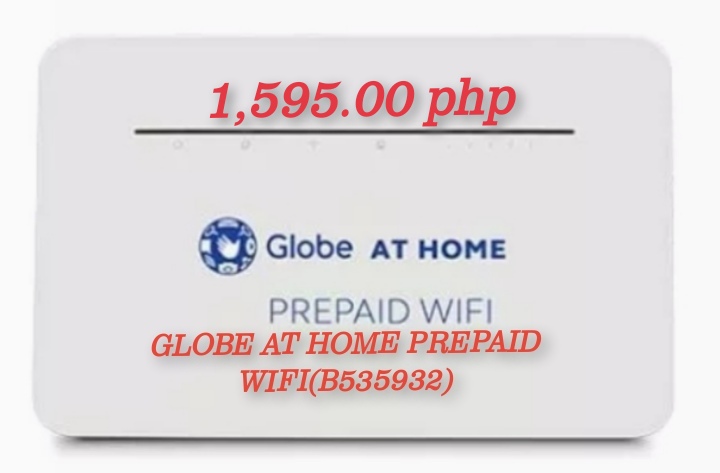 1,595.00 php
Globe AT HOME
PREPAID WIFI
GLOBE AT HOME PREPAID
WIFI(B535932)